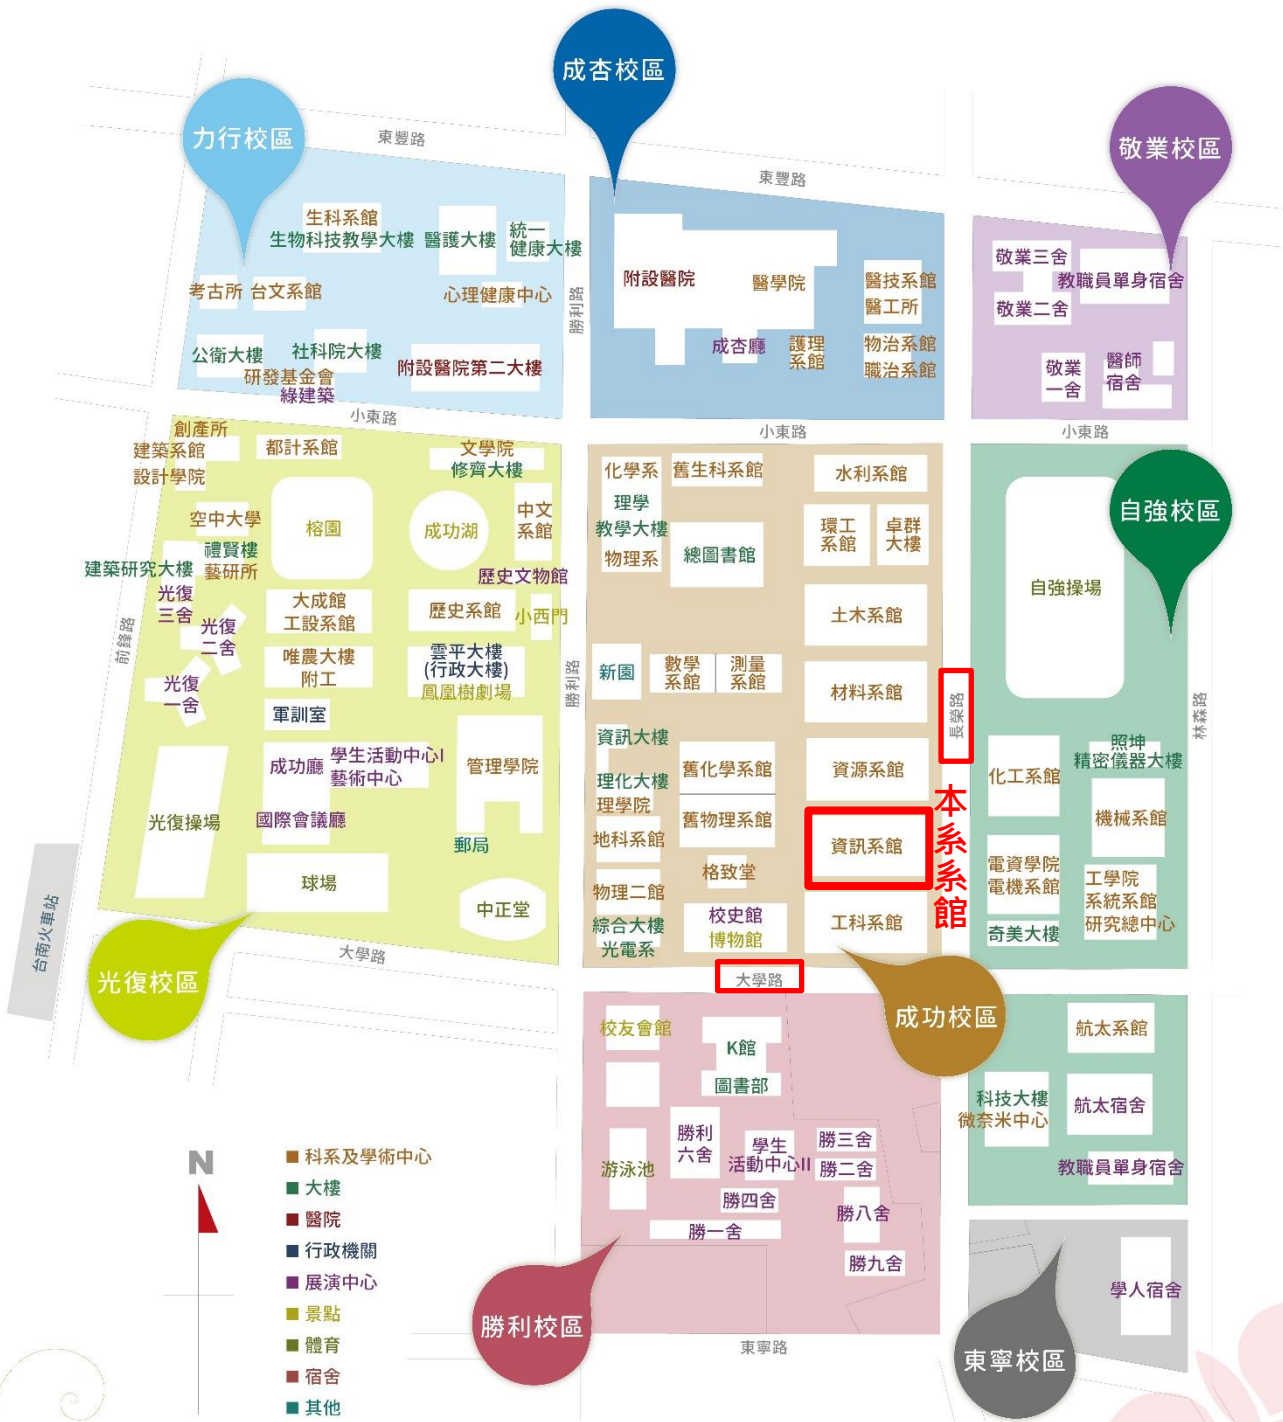 成杏校區
力行校區
敬業校區
東豐路
東豐路
生科系館
生物科技教學大樓
醫護大樓
統一
健康大樓
考古所
台文系館
心理健康中心
公衛大樓
社科院大樓
研發基金會
綠建築
附設醫院第二大樓
勝利路
附設醫院
醫學院
醫技系館
醫工所
成杏廳
護理
系館
物治系館
職治系館
敬業三舍
教職員單身宿舍
敬業二舍
敬業
一舍
醫師
宿舍
小東路
小東路
小東路
創產所
建築系館
設計學院
都計系館
文學院
修齊大樓
空中大學
榕園
成功湖
中文
系館
禮賢樓
藝研所
建築研究大樓
歷史文物館
光復
三舍
大成館
工設系館
歷史系館
小西門
光復
二舍
唯農大樓
附工
雲平大樓
(行政大樓)
鳳凰樹劇場
光復
一舍
軍訓室
前鋒路
勝利路
成功廳
學生活動中心I
藝術中心
管理學院
光復操場
國際會議廳
郵局
球場
中正堂
台南火車站
光復校區
大學路
化學系
舊生科系館
水利系館
理學
教學大樓
物理系
總圖書館
環工
系館
卓群
大樓
土木系館
新園
數學
系館
測量
系館
材料系館
資訊大樓
理化大樓
理學院
舊化學系館
資源系館
地科系館
舊物理系館
資訊系館
物理二館
格致堂
綜合大樓
光電系
校史館
博物館
工科系館
大學路
成功校區
長榮路
本系系館
自強校區
自強操場
林森路
照坤
精密儀器大樓
化工系館
機械系館
電資學院
電機系館
工學院
系統系館
研究總中心
奇美大樓
航太系館
科技大樓
微奈米中心
航太宿舍
教職員單身宿舍
校友會館
K館
圖書部
勝利
六舍
學生
活動中心II
勝三舍
勝二舍
游泳池
勝四舍
勝一舍
勝八舍
勝九舍
勝利校區
東寧路
學人宿舍
東寧校區
N
科系及學術中心
大樓
醫院
行政機關
展演中心
景點
體育
宿舍
其他